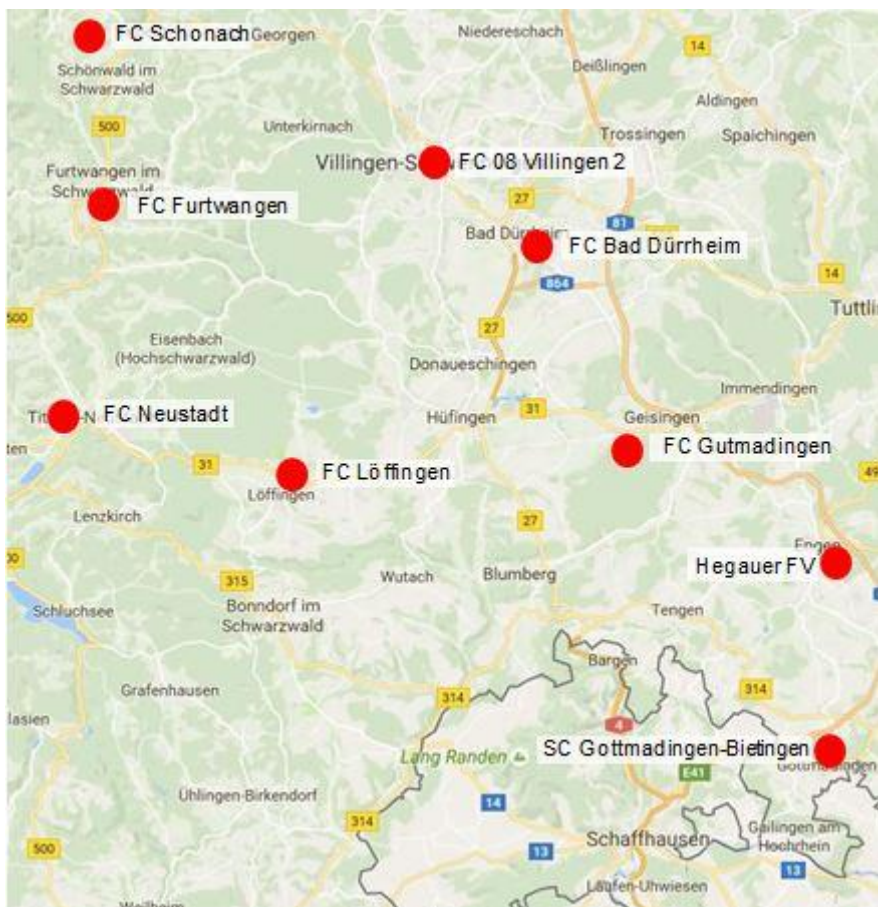 FC Schonach
Georgen
Niedereschach
14
Deißlingen
Schönwald im
Schwarzwald
Aldingen
500
Unterkirnach
Trossingen
Spaichingen
Villingen-S
FC 08 Villingen 2
Furtwangen im
FC Furtwangen
27
81
Bad Dürrheim
FC Bad Dürrheim
14
864
500
Tuttlin
27
Eisenbach
(Hochschwarzwald)
Donaueschingen
Immendingen
FC Neustadt
Hüfingen
31
Geisingen
FC Gutmadingen
31
FC Löffingen
Löffingen
49
Lenzkirch
27
Engen
Hegauer FV
315
Wutach
Blumberg
Schluchsee
Bonndorf im
Schwarzwald
Tengen
Bargen
Grafenhausen
314
314
4
lasien
Lang Randen
SC Gottmadingen-Bietingen
E41
Ühlingen-Birkendorf
14
314
Schaffhausen
Gailingen am
Hochrhein
500
13
13
Laufen-Uhwiesen